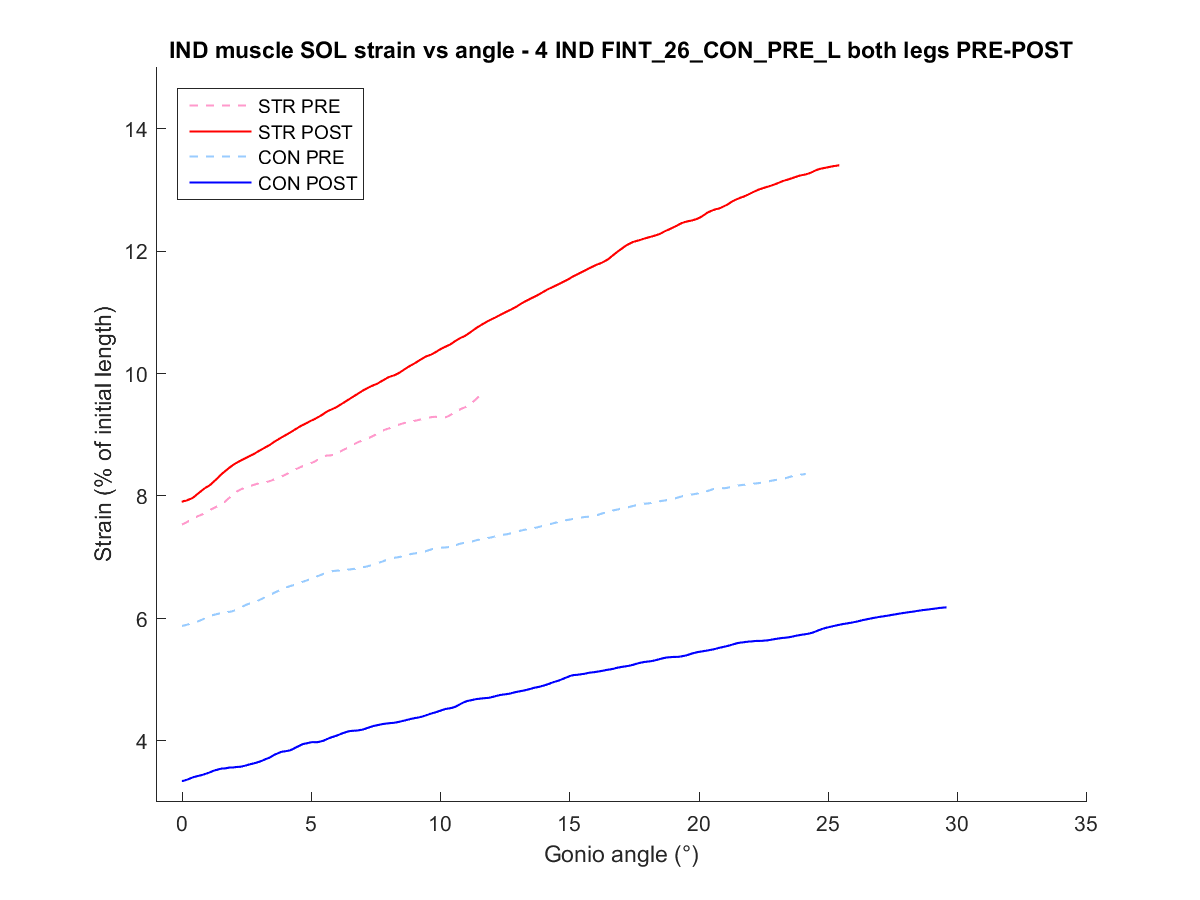 IND muscle SOL strain vs angle - 4 IND FINT_26_CON_PRE_L both legs PRE-POST
STR PRE
STR POST
CON PRE
CON POST
14
12
10
8
6
4
Strain (% of initial length)
0
5
10
15
20
25
30
35
Gonio angle (°)